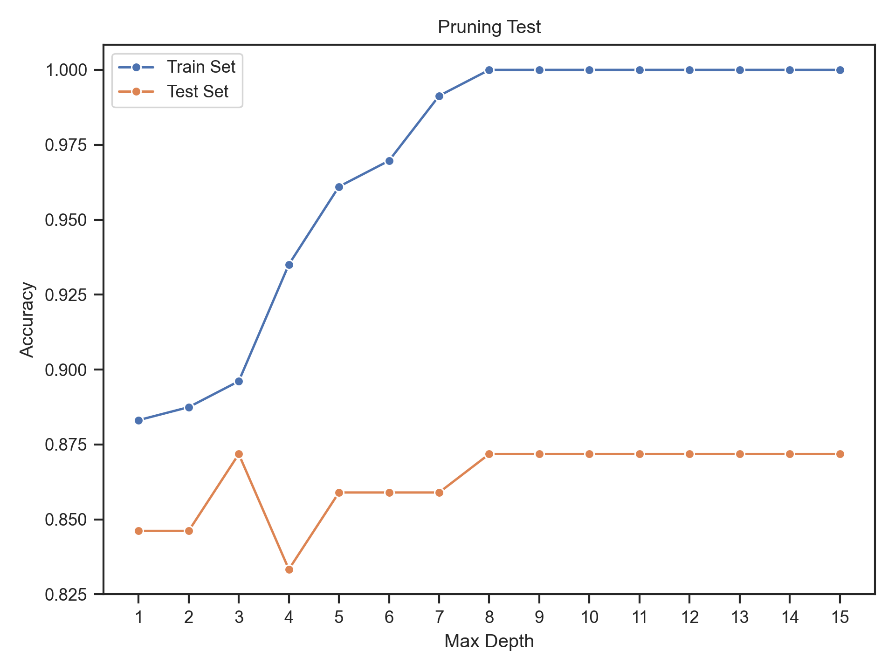 Pruning Test
Train Set
Test Set
1.000
0.975
0.950
0.925
0.900
0.875
0.850
0.825
Accuracy
1 2 3 4 5 6 7 8 9 10 11 12 13 14 15
Max Depth